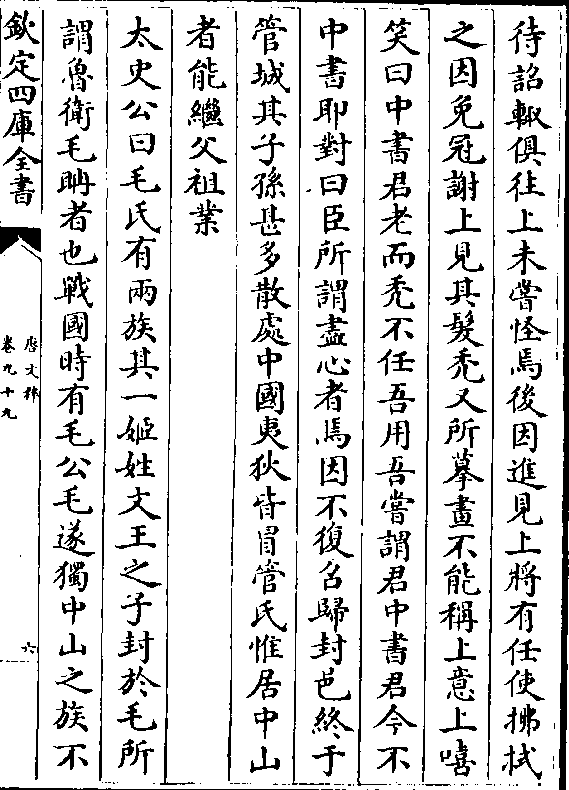 待詔輙俱往上未嘗怪焉後因進見上將有任使拂拭
之因免冠謝上見其髮禿又所摹畫不能稱上意上嘻
笑曰中書君老而禿不任吾用吾嘗謂君中書君今不
中書耶對曰臣所謂盡心者焉因不復召歸封邑終于
管城其子孫甚多散處中國夷狄皆冒管氏惟居中山
者能繼父祖業
太史公曰毛氏有兩族其一姬姓文王之子封於毛所
謂魯衛毛聃者也戰國時有毛公毛遂獨中山之族不
欽定四庫全書
唐文粹
卷九十九
六